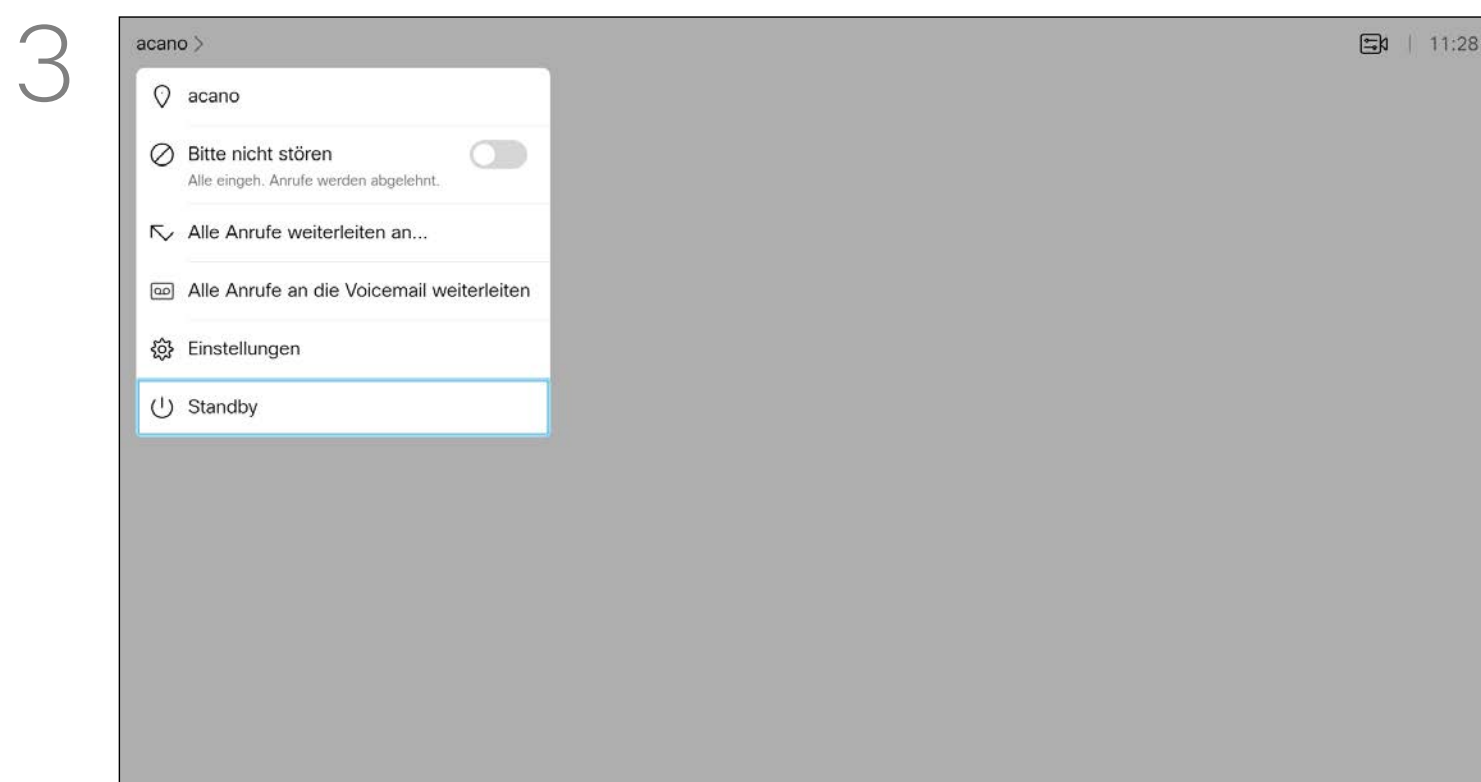 3
acano >
11:28
acano
Bitte nicht stören
Alle eingeh. Anrufe werden abgelehnt.
Alle Anrufe weiterleiten an...
Alle Anrufe an die Voicemail weiterleiten
Einstellungen
Standby